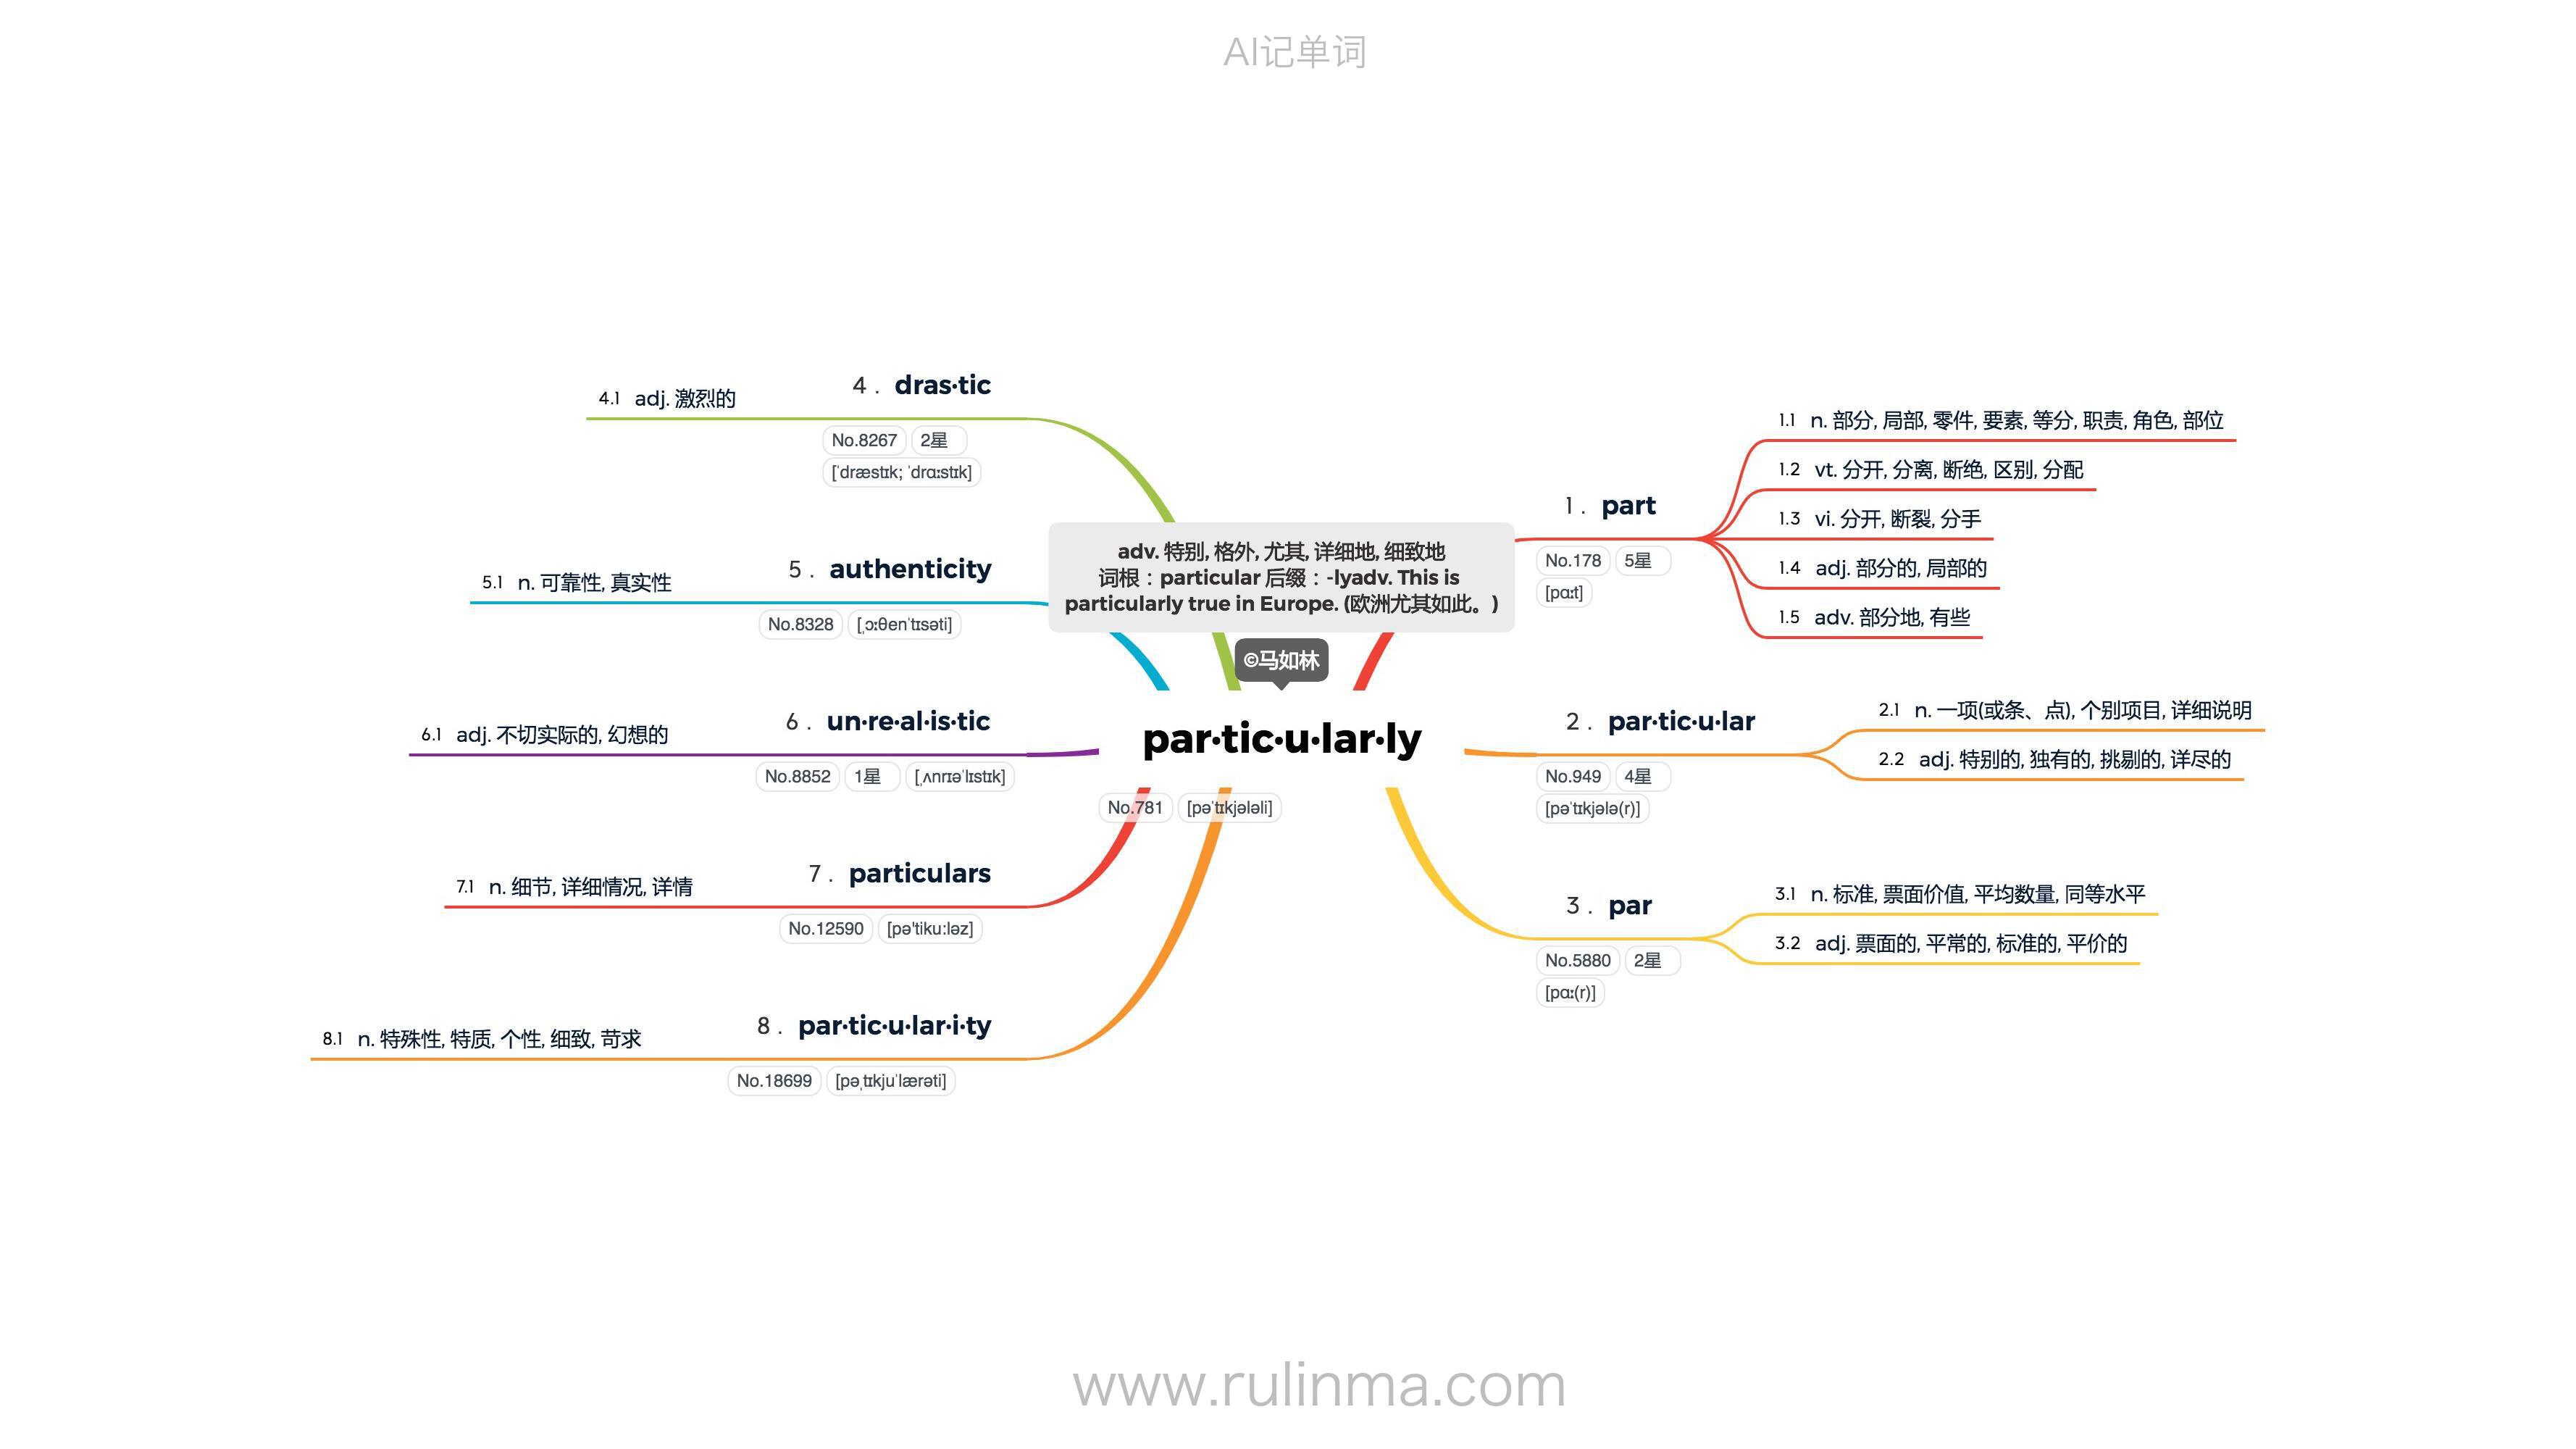 AI记单词
adv. 特别, 格外, 尤其, 详细地, 细致地
词根：particular 后缀：-lyadv. This is
particularly true in Europe. (欧洲尤其如此。)
©马如林
par·tic·u·lar·ly
No.781 [pəˈtɪkjələli]
1 . part
No.178 5星
[pɑːt]
1.1 n. 部分, 局部, 零件, 要素, 等分, 职责, 角色, 部位
1.2 vt. 分开, 分离, 断绝, 区别, 分配
1.3 vi. 分开, 断裂, 分手
1.4 adj. 部分的, 局部的
1.5 adv. 部分地, 有些
2 . par·tic·u·lar
No.949 4星
[pəˈtɪkjələ(r)]
2.1 n. 一项(或条、点), 个别项目, 详细说明
2.2 adj. 特别的, 独有的, 挑剔的, 详尽的
3 . par
No.5880 2星
[pɑː(r)]
3.1 n. 标准, 票面价值, 平均数量, 同等水平
3.2 adj. 票面的, 平常的, 标准的, 平价的
4 . dras·tic
No.8267 2星
[ˈdræstɪk; ˈdrɑːstɪk]
4.1 adj. 激烈的
5 . authenticity
No.8328 [ˌɔːθenˈtɪsəti]
5.1 n. 可靠性, 真实性
6 . un·re·al·is·tic
No.8852 1星 [ˌʌnrɪəˈlɪstɪk]
6.1 adj. 不切实际的, 幻想的
7 . particulars
No.12590 [pə'tiku:ləz]
7.1 n. 细节, 详细情况, 详情
8 . par·tic·u·lar·i·ty
No.18699 [pəˌtɪkjuˈlærəti]
8.1 n. 特殊性, 特质, 个性, 细致, 苛求
www.rulinma.com